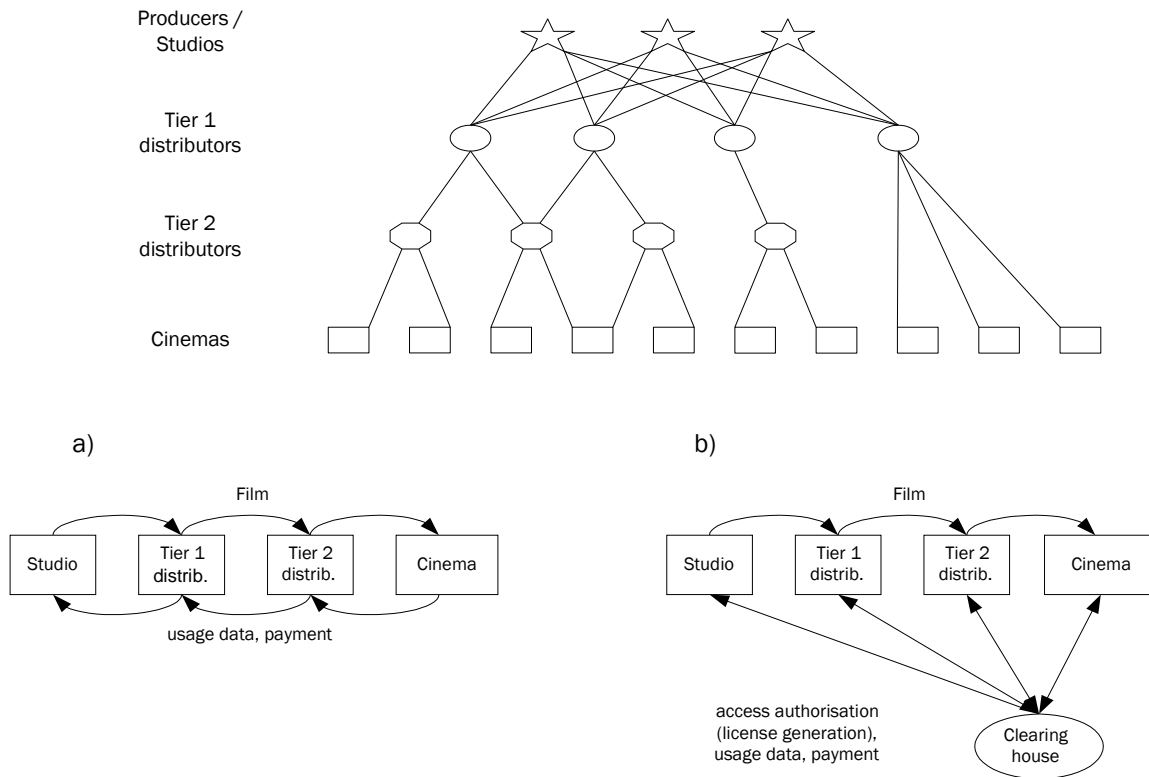 Producers /
Studios
Tier 1
distributors
Tier 2
distributors
Cinemas
a)
Film
Studio
Tier 1
distrib.
Tier 2
distrib.
Cinema
usage data, payment
b)
Film
Studio
Tier 1
distrib.
Tier 2
distrib.
Cinema
access authorisation
(license generation),
usage data, payment
Clearing
house